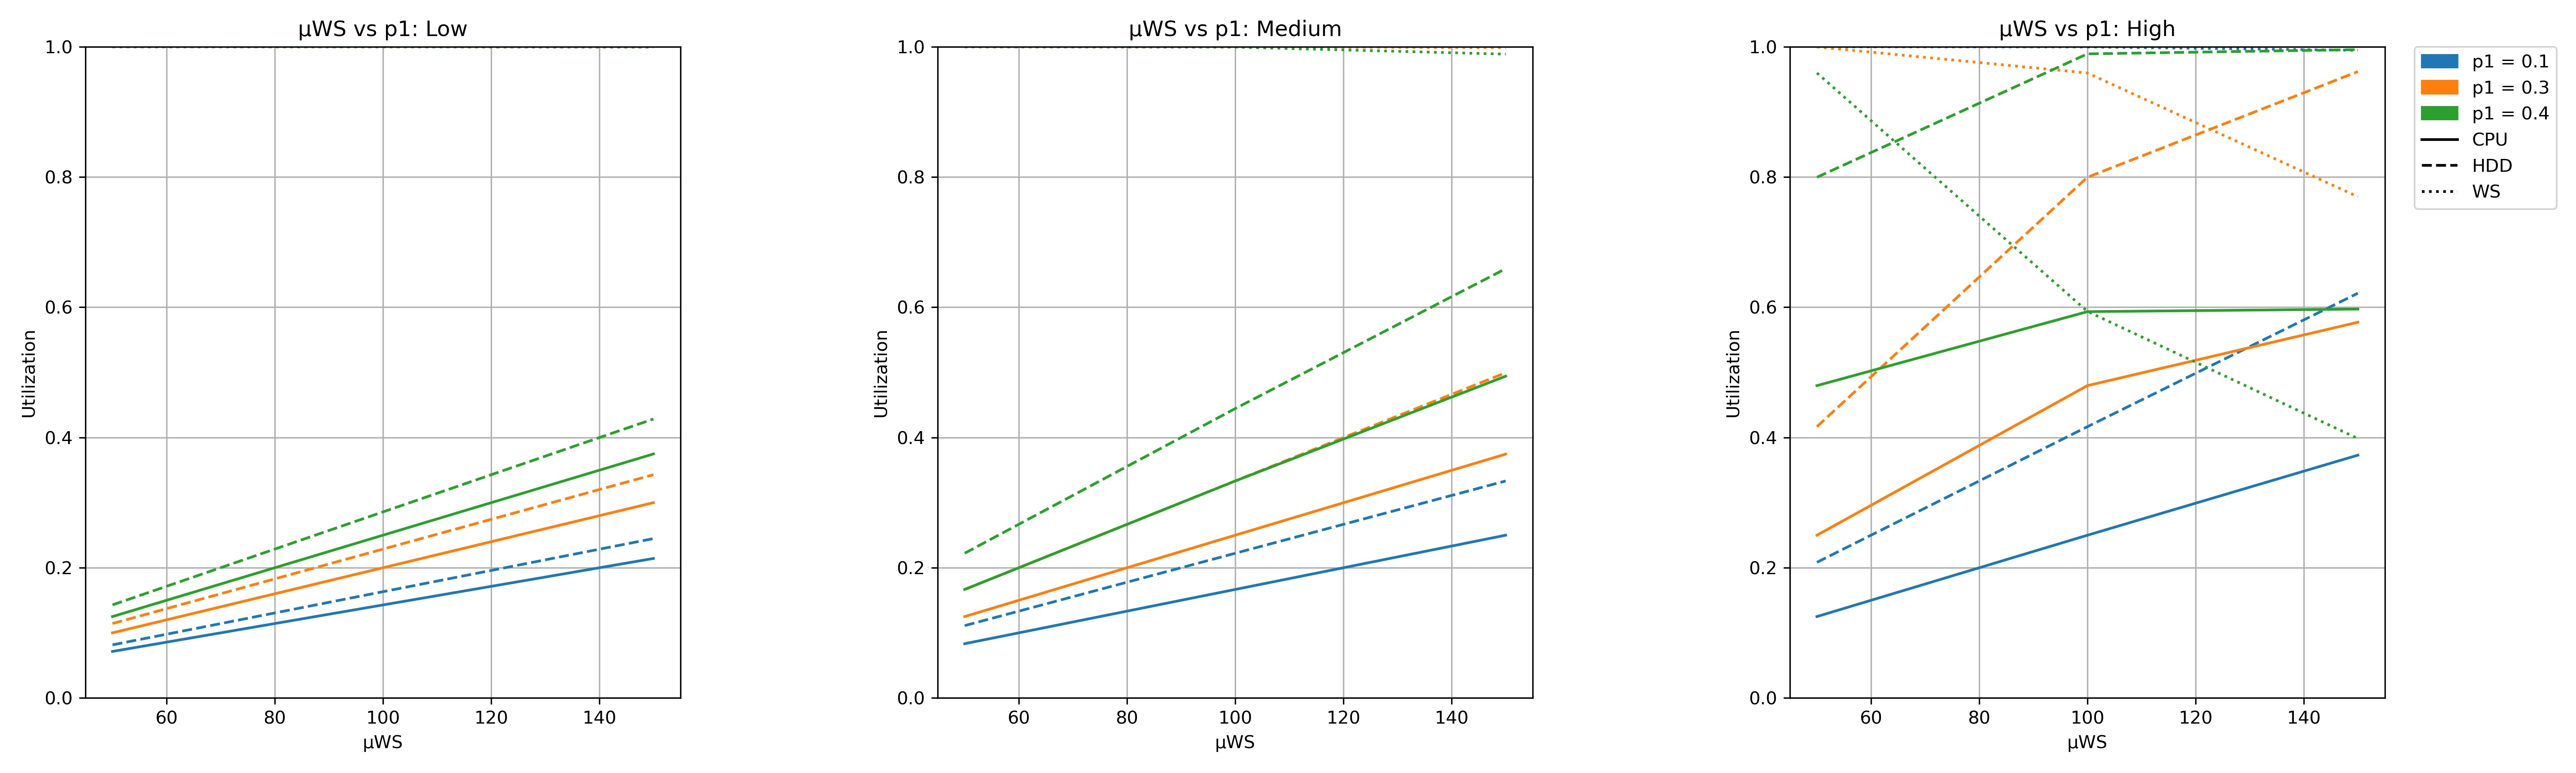 μWS vs p1: Low
1.0
0.8
0.6
0.4
0.2
0.0
Utilization
60 80 100 120 140
μWS
μWS vs p1: Medium
1.0
0.8
0.6
0.4
0.2
0.0
Utilization
60 80 100 120 140
μWS
μWS vs p1: High
1.0
0.8
0.6
0.4
0.2
0.0
Utilization
60 80 100 120 140
μWS
p1 = 0.1
p1 = 0.3
p1 = 0.4
CPU
HDD
WS